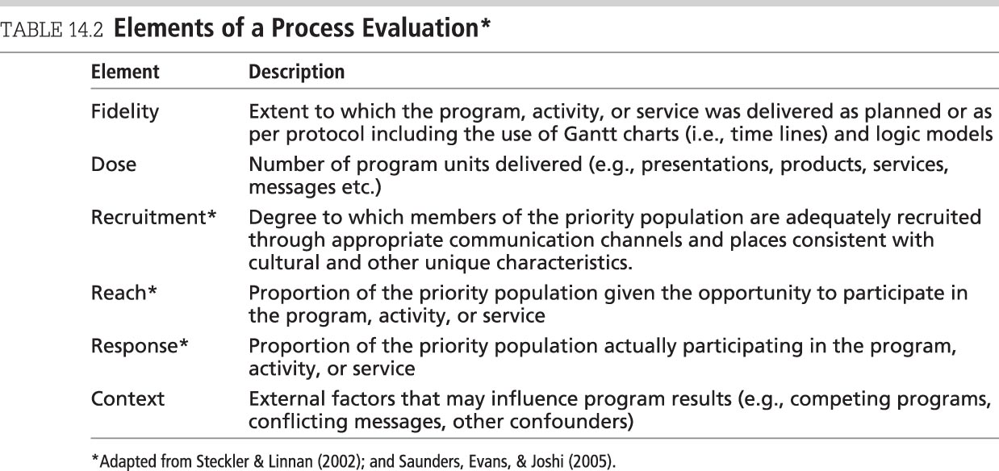 TABLE 14.2 Elements of a Process Evaluation*
Element Description
Fidelity Extent to which the program, activity, or service was delivered as planned or as
per protocol including the use of Gantt charts (i.e., time lines) and logic models
Dose Number of program units delivered (e.g., presentations, products, services,
messages etc.)
Recruitment* Degree to which members of the priority population are adequately recruited
through appropriate communication channels and places consistent with
cultural and other unique characteristics.
Reach* Proportion of the priority population given the opportunity to participate in
the program, activity, or service
Response* Proportion of the priority population actually participating in the program,
activity, or service
Context External factors that may influence program results (e.g., competing programs,
conflicting messages, other confounders)
*Adapted from Steckler & Linnan (2002); and Saunders, Evans, & Joshi (2005).